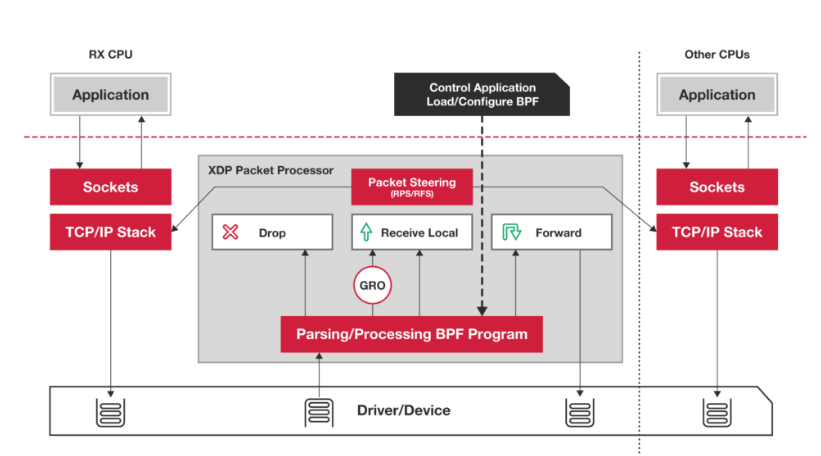 RX CPU
Other CPUs
Application
Control Application
Load/Configure BPF
Application
XDP Packet Processor
Sockets
Packet Steering
(RPS/RFS)
Sockets
TCP/IP Stack
Drop
Receive Local
Forward
TCP/IP Stack
GRO
Parsing/Processing BPF Program
Driver/Device